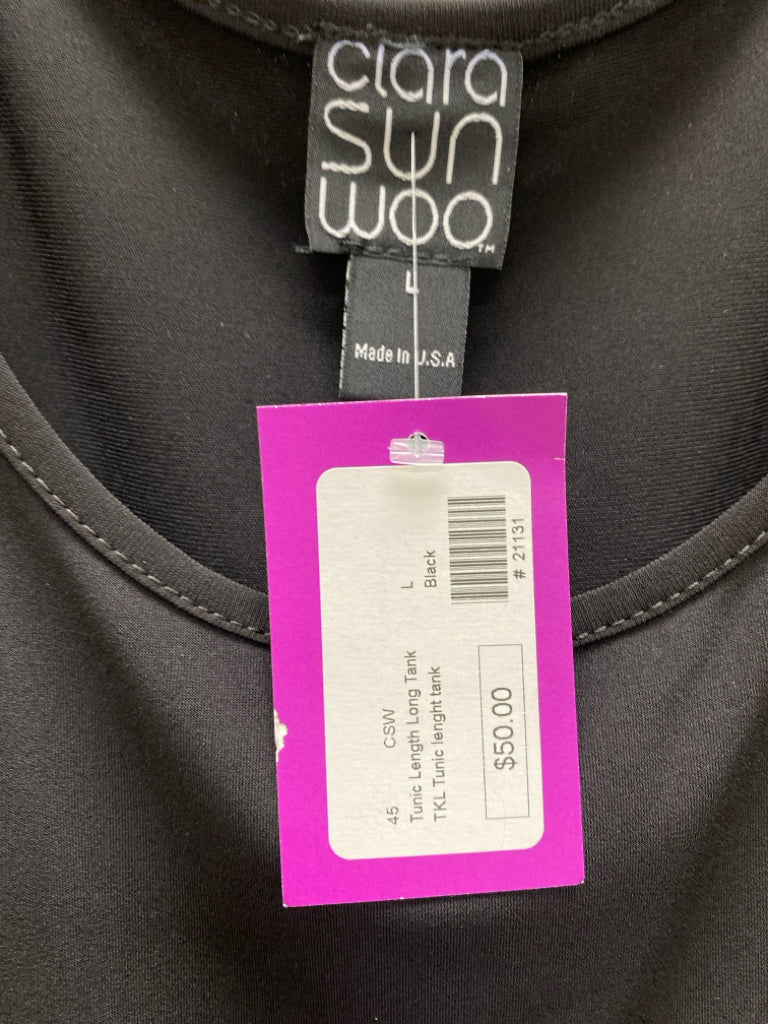 clara
SUN
WOO
TM
L
Made In U.S.A
45 CSW
Tunic Length Long Tank L
TKL Tunic lenght tank Black
$50.00
# 21131